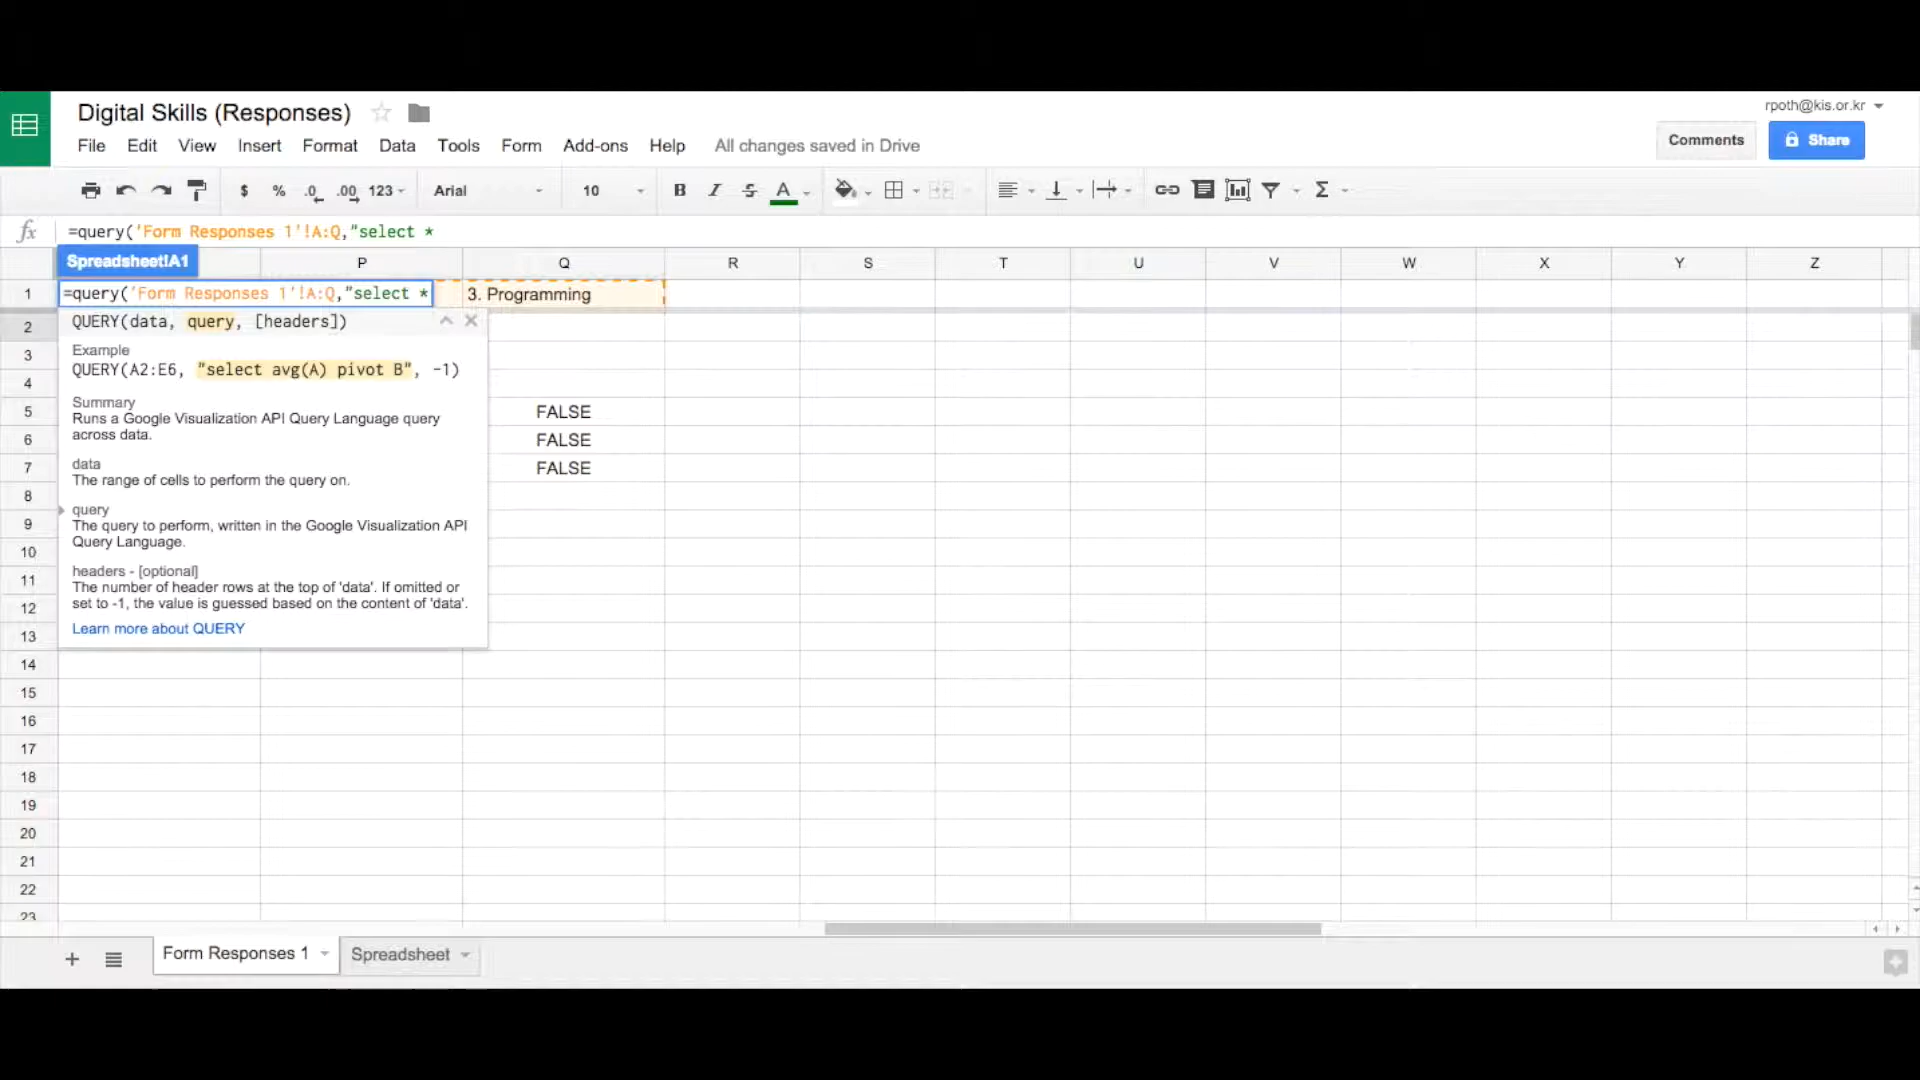 Digital Skills (Responses)
rpoth@kis.or.kr
File Edit View Insert Format Data Tools Form Add-ons Help All changes saved in Drive
Comments
Share
$ % .0 .00 123 Arial 10 B I S A Σ
fx =query('Form Responses 1'!A:Q,"select *
Spreadsheet!A1
P Q R S T U V W X Y Z
1 =query('Form Responses 1'!A:Q,"select * 3. Programming
2 QUERY(data, query, [headers])
3 Example
QUERY(A2:E6, "select avg(A) pivot B", -1)
4
Summary
5 Runs a Google Visualization API Query Language query FALSE
across data.
6 FALSE
7 data FALSE
The range of cells to perform the query on.
8
query
9 The query to perform, written in the Google Visualization API
Query Language.
10
11 headers - [optional]
The number of header rows at the top of 'data'. If omitted or
12 set to -1, the value is guessed based on the content of 'data'.
13 Learn more about QUERY
14
15
16
17
18
19
20
21
22
23
Form Responses 1 Spreadsheet